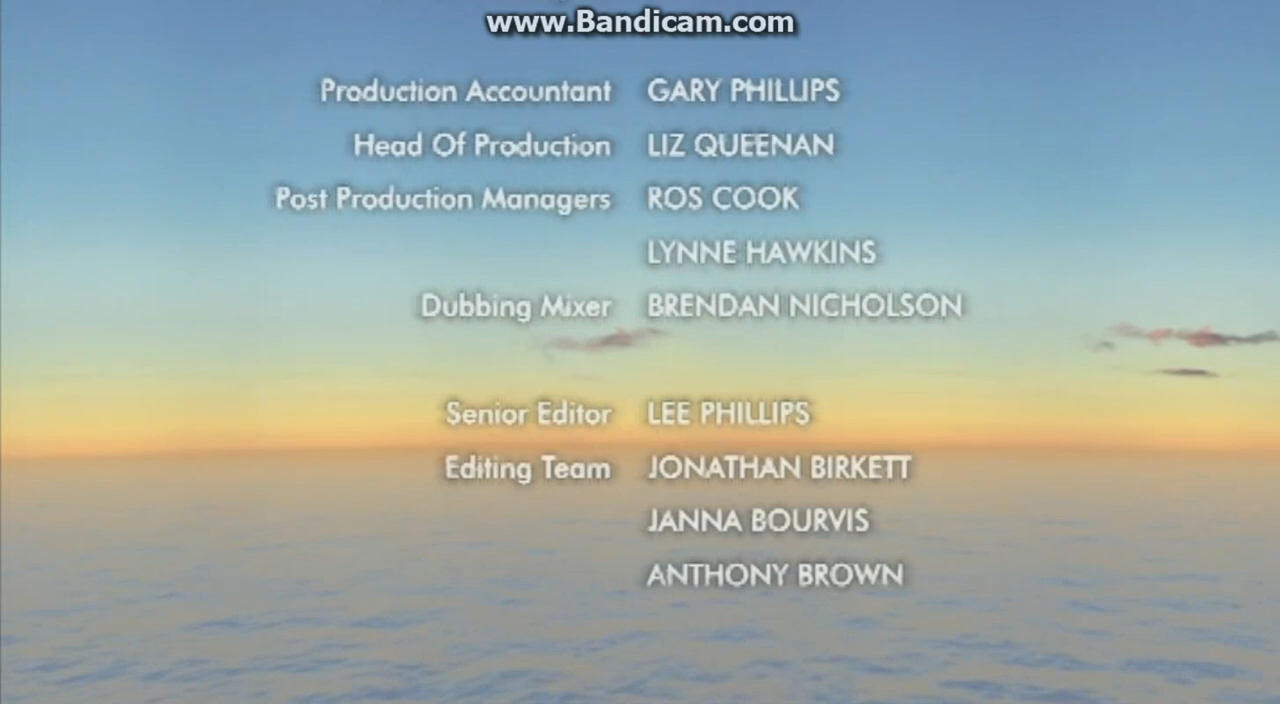 www.Bandicam.com
Production Accountant GARY PHILLIPS
Head Of Production LIZ QUEENAN
Post Production Managers ROS COOK
LYNNE HAWKINS
Dubbing Mixer BRENDAN NICHOLSON
Senior Editor LEE PHILLIPS
Editing Team JONATHAN BIRKETT
JANNA BOURVIS
ANTHONY BROWN